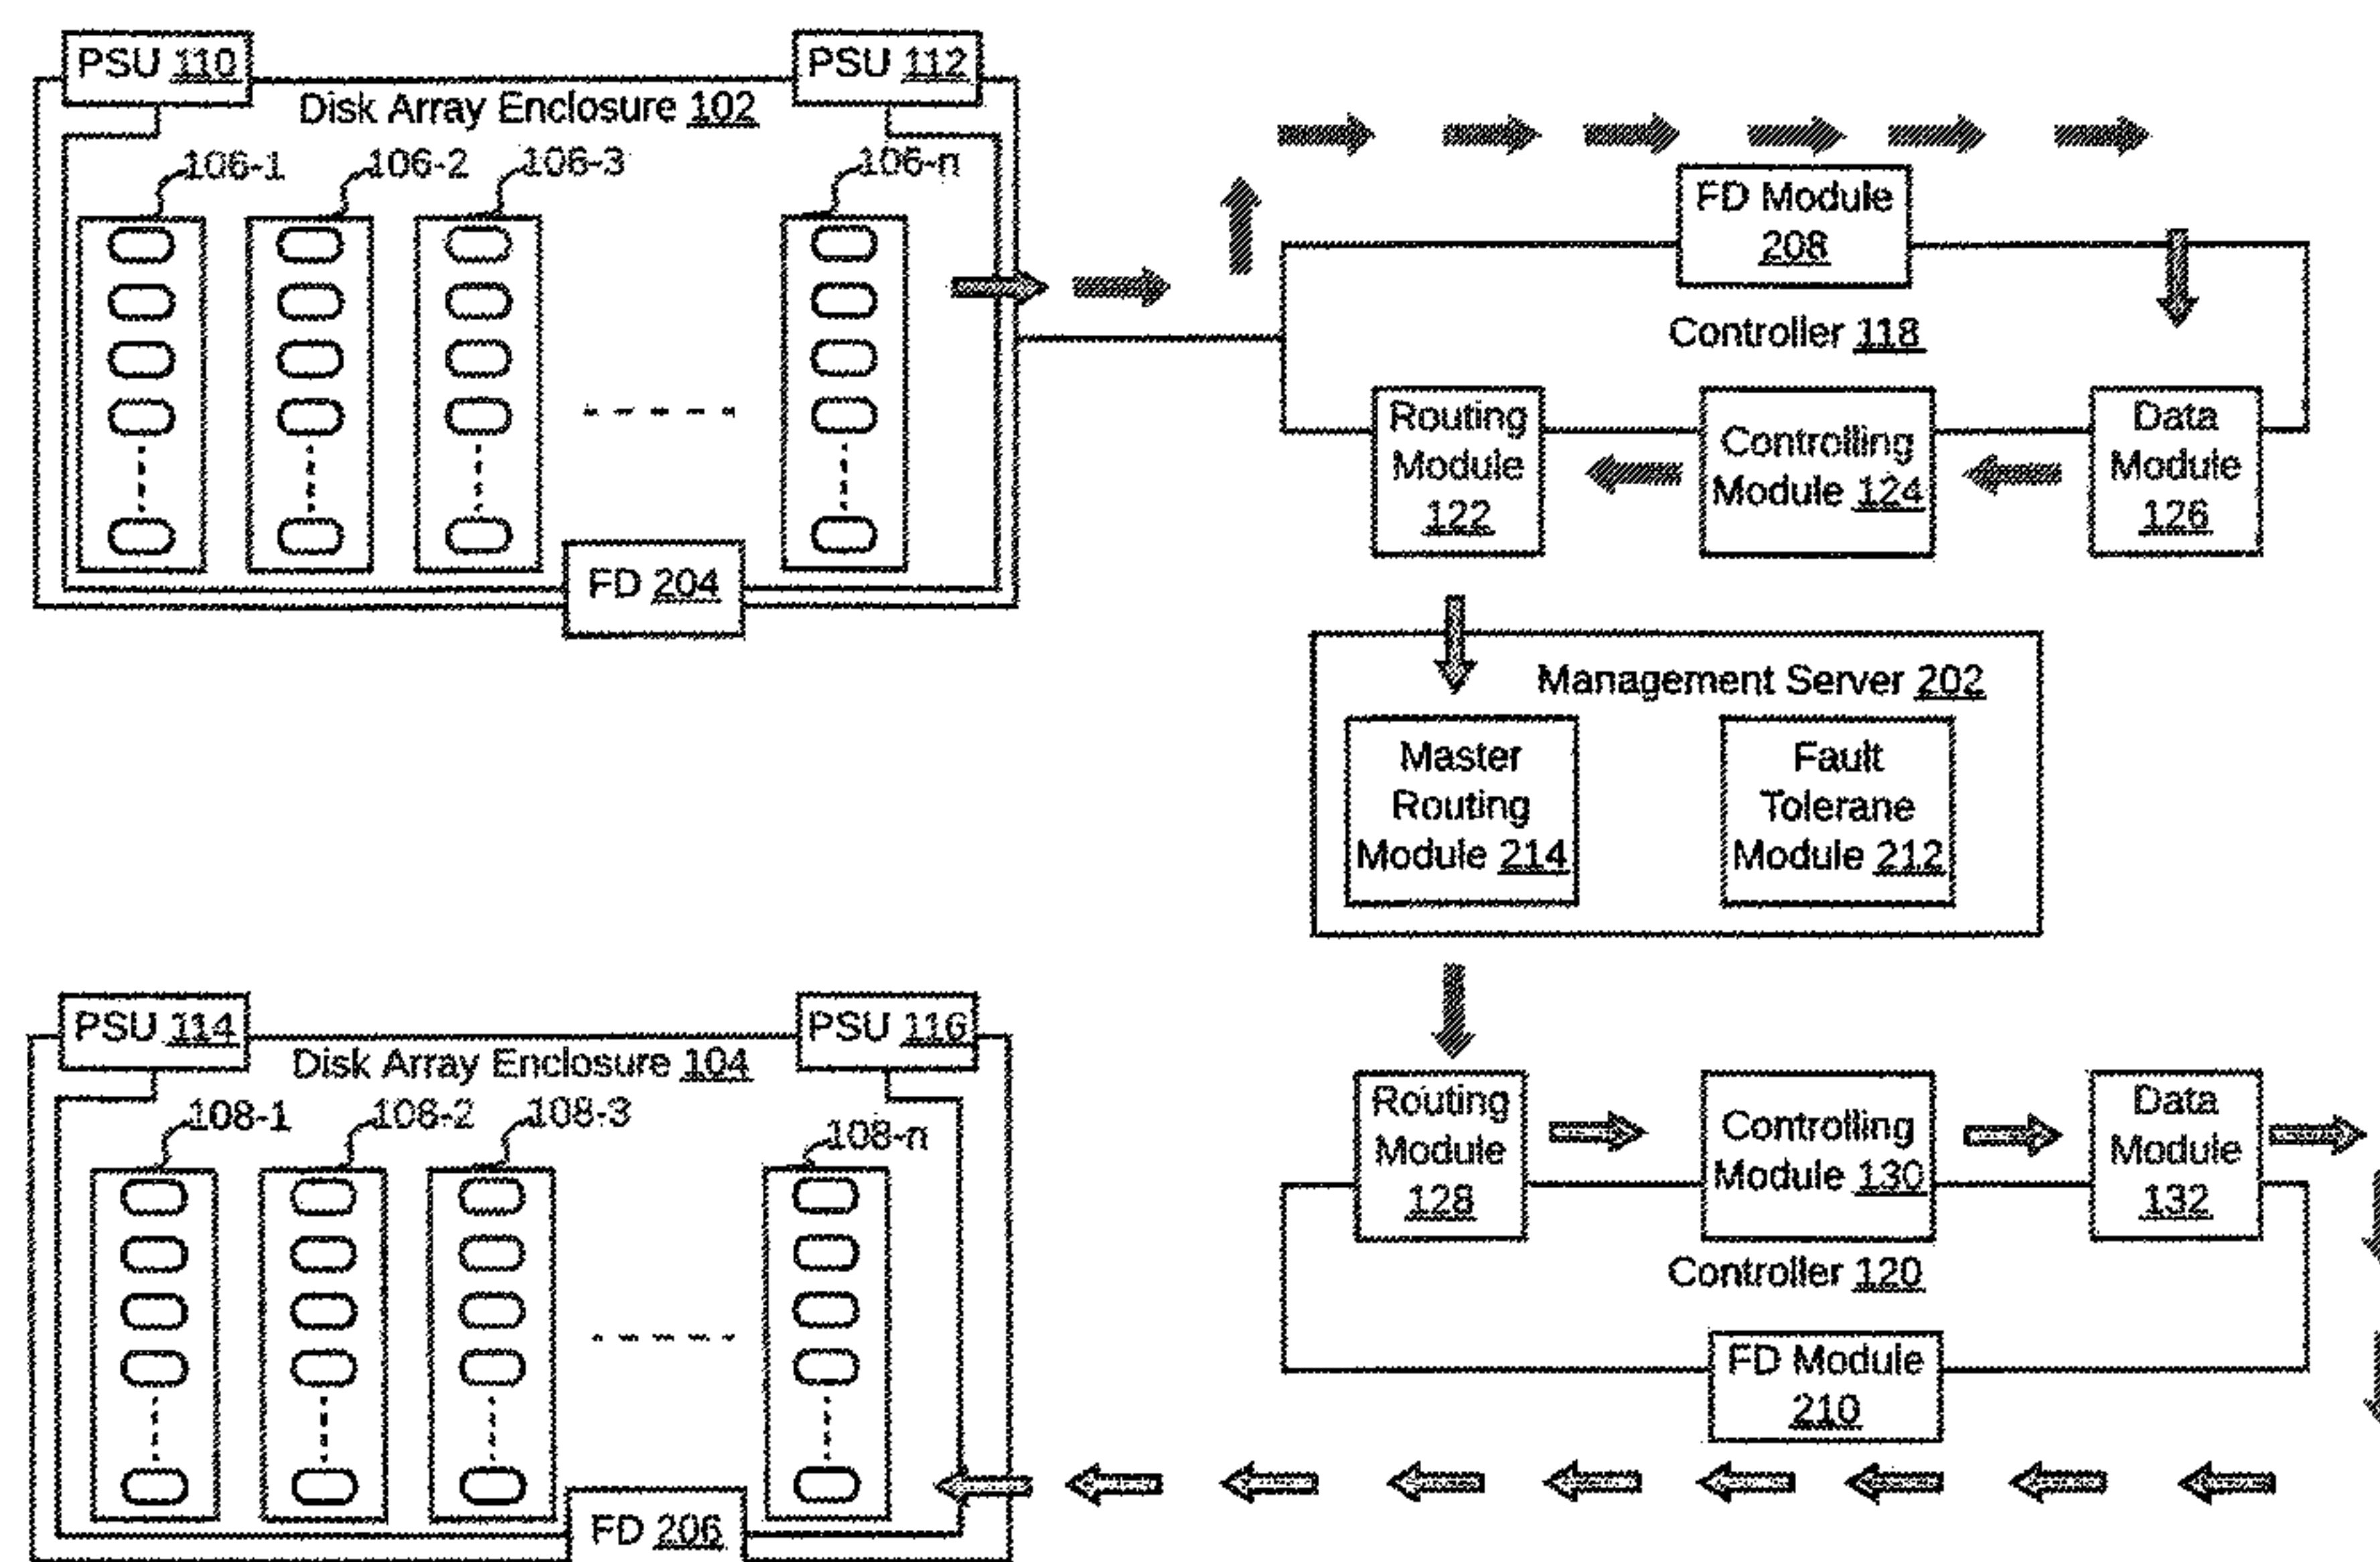 PSU 110
PSU 112
Disk Array Enclosure 102
106-1
106-2
106-3
106-n
FD 204
FD Module
208
Controller 118
Routing
Module
122
Controlling
Module 124
Data
Module
126
Management Server 202
Master
Routing
Module 214
Fault
Tolerane
Module 212
PSU 114
PSU 116
Disk Array Enclosure 104
108-1
108-2
108-3
108-n
FD 206
Routing
Module
128
Controlling
Module 130
Data
Module
132
Controller 120
FD Module
210